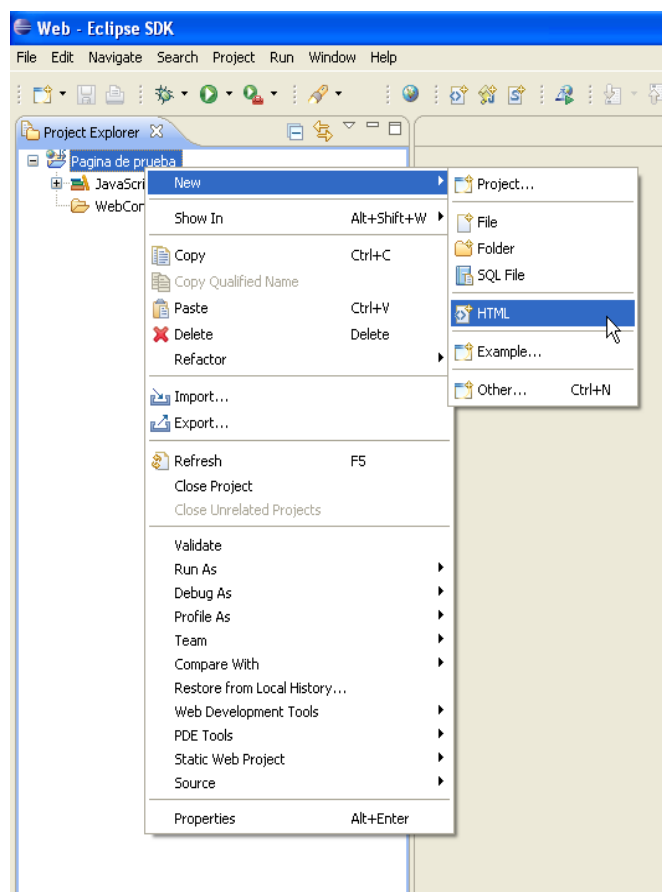 Web - Eclipse SDK
File Edit Navigate Search Project Run Window Help
Project Explorer
Pagina de prueba
JavaScri
WebCon
New
Show In Alt+Shift+W
Copy Ctrl+C
Copy Qualified Name
Paste Ctrl+V
Delete Delete
Refactor
Import...
Export...
Refresh F5
Close Project
Close Unrelated Projects
Validate
Run As
Debug As
Profile As
Team
Compare With
Restore from Local History...
Web Development Tools
PDE Tools
Static Web Project
Source
Properties Alt+Enter
Project...
File
Folder
SQL File
HTML
Example...
Other... Ctrl+N